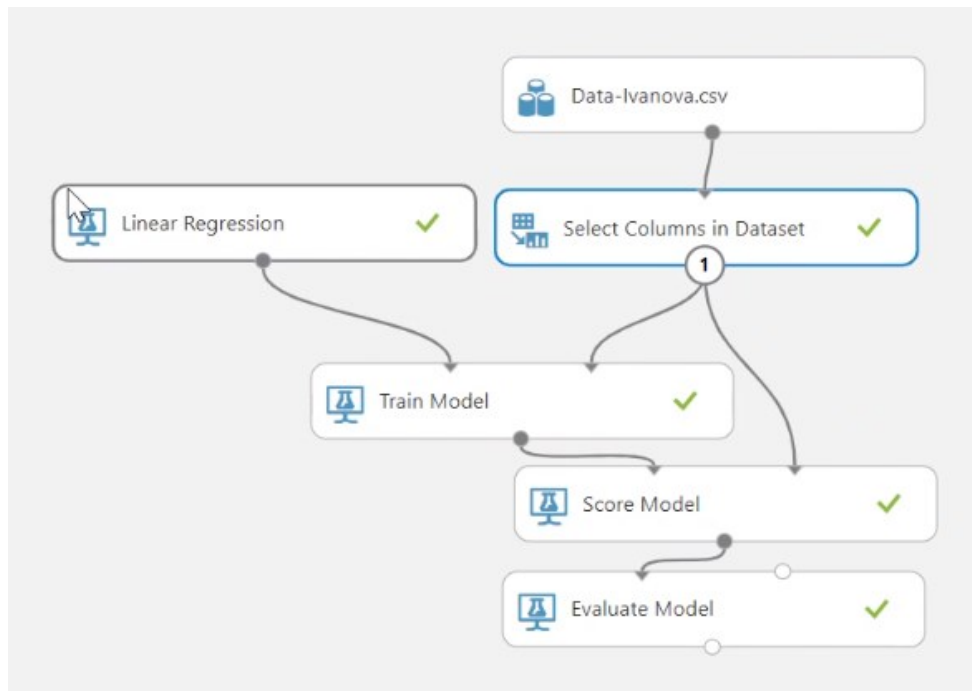 Data-Ivanova.csv
Linear Regression
Select Columns in Dataset
1
Train Model
Score Model
Evaluate Model